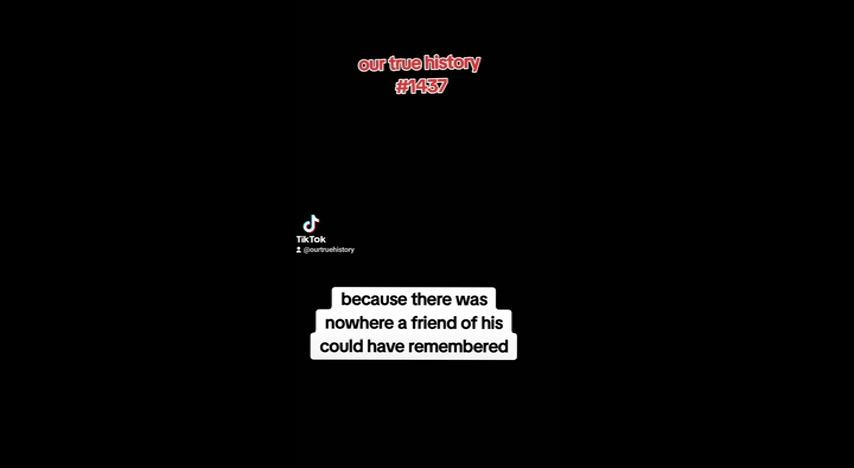 our true history
#1437
TikTok
@ourtruehistory
because there was
nowhere a friend of his
could have remembered